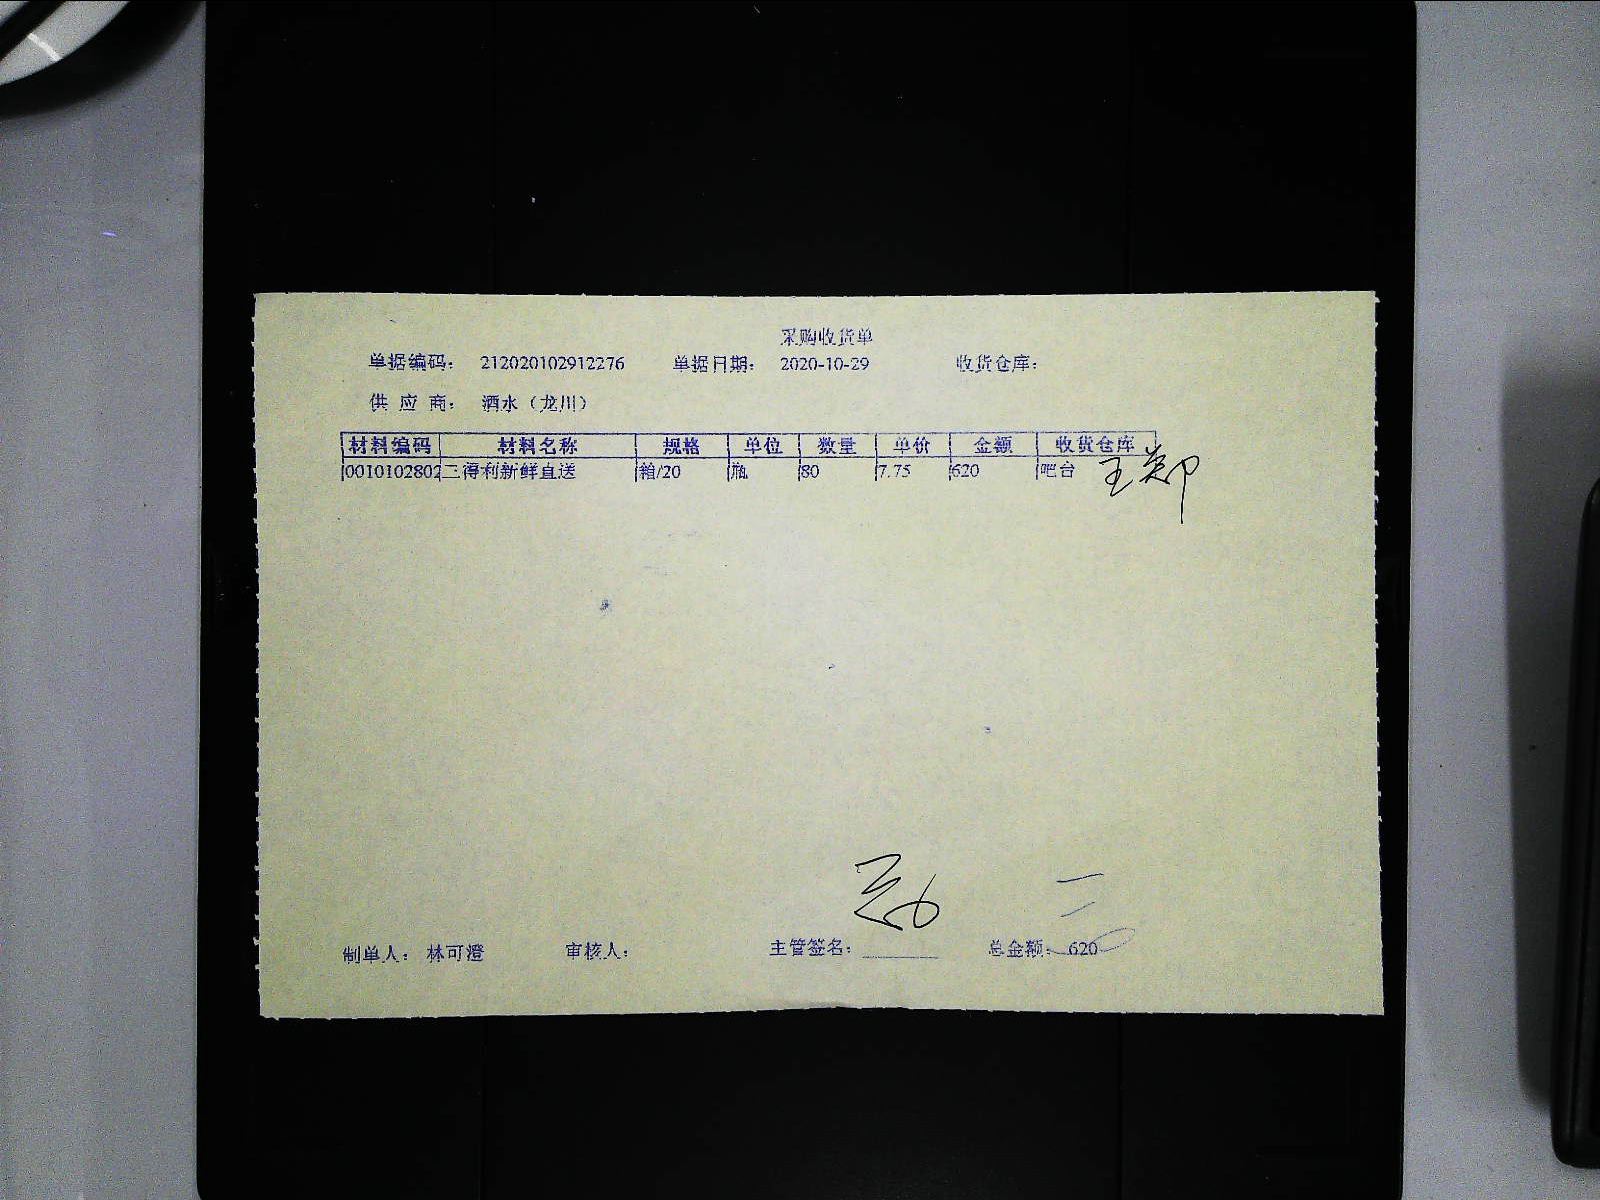 采购收货单
单据编码: 212020102912276 单据日期: 2020-10-29 收货仓库:
供 应 商: 酒水（龙川）
材料编码 材料名称 规格 单位 数量 单价 金额 收货仓库
0010102802 三得利新鲜直送 箱/20 瓶 80 7.75 620 吧台
制单人: 林可澄 审核人: 主管签名: 总金额: 620